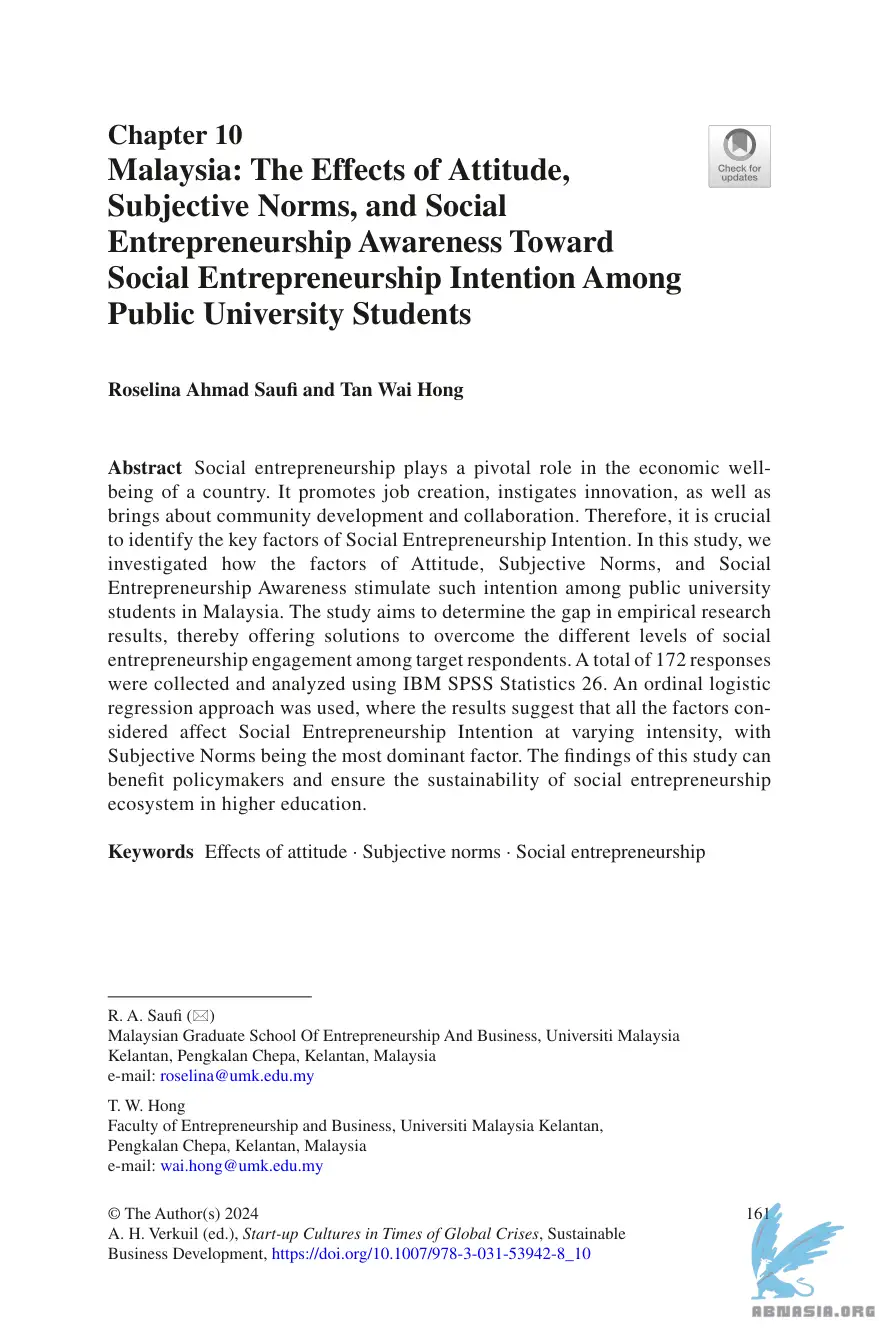 Chapter 10
Malaysia: The Effects of Attitude,
Subjective Norms, and Social
Entrepreneurship Awareness Toward
Social Entrepreneurship Intention Among
Public University Students
Check for
updates
Roselina Ahmad Saufi and Tan Wai Hong
Abstract Social entrepreneurship plays a pivotal role in the economic well-
being of a country. It promotes job creation, instigates innovation, as well as
brings about community development and collaboration. Therefore, it is crucial
to identify the key factors of Social Entrepreneurship Intention. In this study, we
investigated how the factors of Attitude, Subjective Norms, and Social
Entrepreneurship Awareness stimulate such intention among public university
students in Malaysia. The study aims to determine the gap in empirical research
results, thereby offering solutions to overcome the different levels of social
entrepreneurship engagement among target respondents. A total of 172 responses
were collected and analyzed using IBM SPSS Statistics 26. An ordinal logistic
regression approach was used, where the results suggest that all the factors con-
sidered affect Social Entrepreneurship Intention at varying intensity, with
Subjective Norms being the most dominant factor. The findings of this study can
benefit policymakers and ensure the sustainability of social entrepreneurship
ecosystem in higher education.
Keywords Effects of attitude · Subjective norms · Social entrepreneurship
R. A. Saufi (✉)
Malaysian Graduate School Of Entrepreneurship And Business, Universiti Malaysia
Kelantan, Pengkalan Chepa, Kelantan, Malaysia
e-mail: roselina@umk.edu.my
T. W. Hong
Faculty of Entrepreneurship and Business, Universiti Malaysia Kelantan,
Pengkalan Chepa, Kelantan, Malaysia
e-mail: wai.hong@umk.edu.my
© The Author(s) 2024 161
A. H. Verkuil (ed.), Start-up Cultures in Times of Global Crises, Sustainable
Business Development, https://doi.org/10.1007/978-3-031-53942-8_10
ABNASIA.ORG